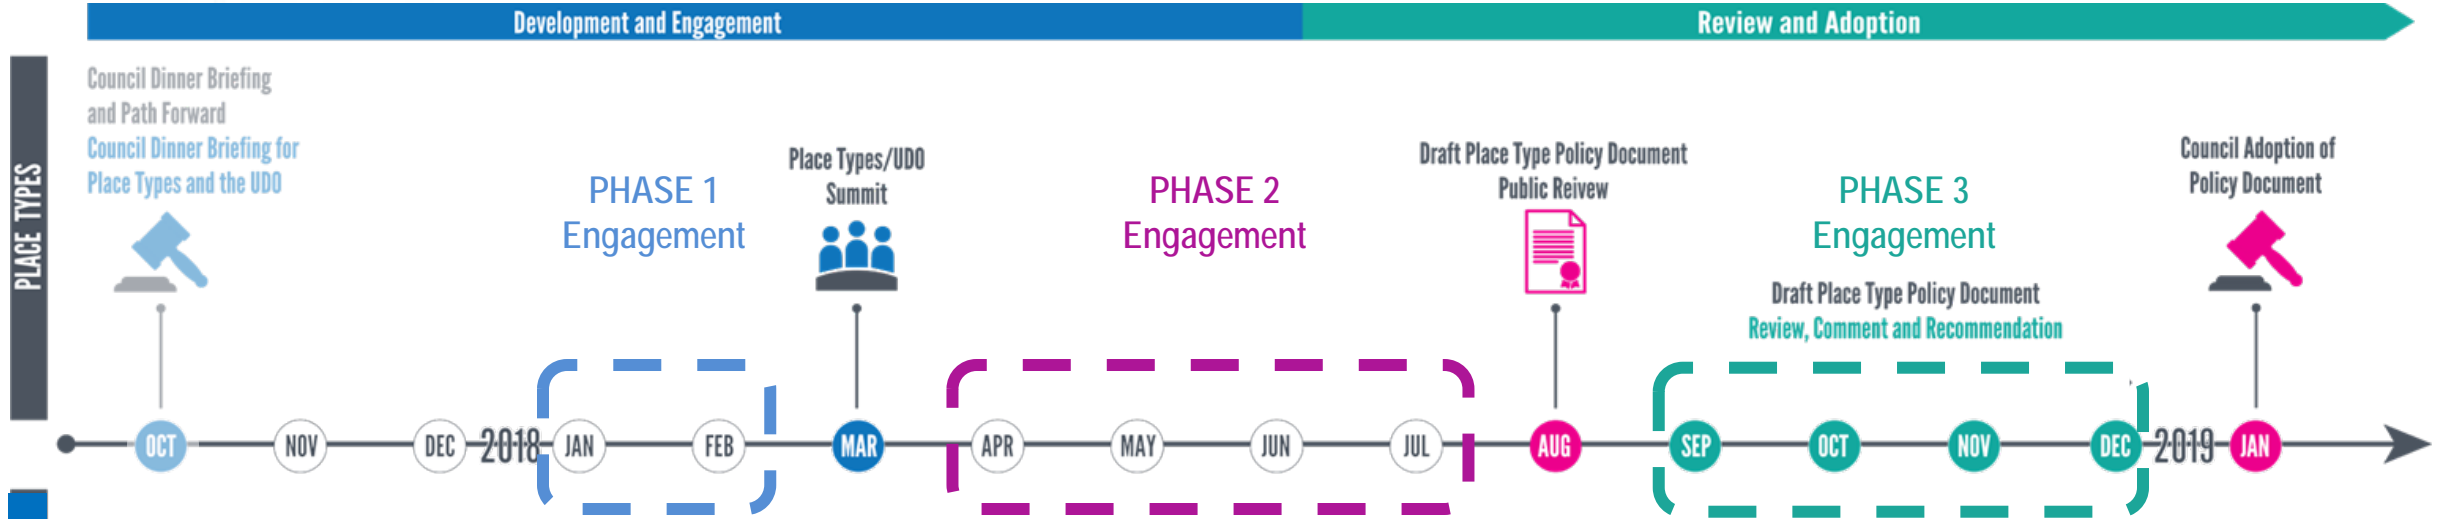 Development and Engagement
Review and Adoption
PLACE TYPES
Council Dinner Briefing
and Path Forward
Council Dinner Briefing for
Place Types and the UDO
PHASE 1
Engagement
Place Types/UDO
Summit
PHASE 2
Engagement
Draft Place Type Policy Document
Public Reivew
PHASE 3
Engagement
Draft Place Type Policy Document
Review, Comment and Recommendation
Council Adoption of
Policy Document
OCT NOV DEC 2018 JAN FEB MAR APR MAY JUN JUL AUG SEP OCT NOV DEC 2019 JAN